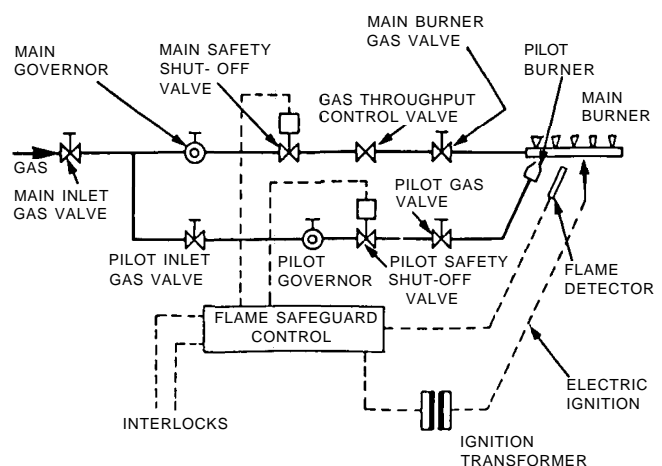 MAIN
GOVERNOR
MAIN SAFETY
SHUT- OFF
VALVE
MAIN BURNER
GAS VALVE
GAS THROUGHPUT
CONTROL VALVE
PILOT
BURNER
MAIN
BURNER
GAS
MAIN INLET
GAS VALVE
PILOT INLET
GAS VALVE
PILOT
GOVERNOR
PILOT GAS
VALVE
PILOT SAFETY
SHUT-OFF
VALVE
FLAME
DETECTOR
FLAME SAFEGUARD
CONTROL
INTERLOCKS
IGNITION
TRANSFORMER
ELECTRIC
IGNITION